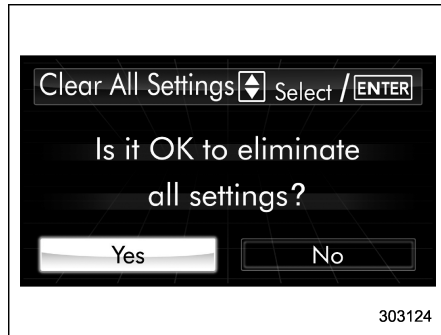 Clear All Settings Select / ENTER
Is it OK to eliminate
all settings?
Yes No
303124